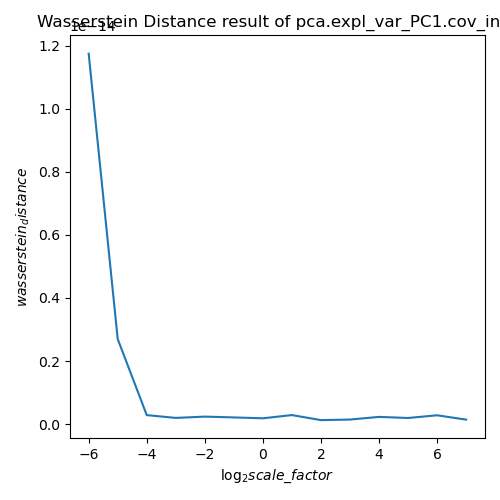 Wasserstein Distance result of pca.expl_var_PC1.cov_in
1e−14
1.2
1.0
0.8
0.6
0.4
0.2
0.0
wasserstein_distance
−6 −4 −2 0 2 4 6
log₂scale_factor